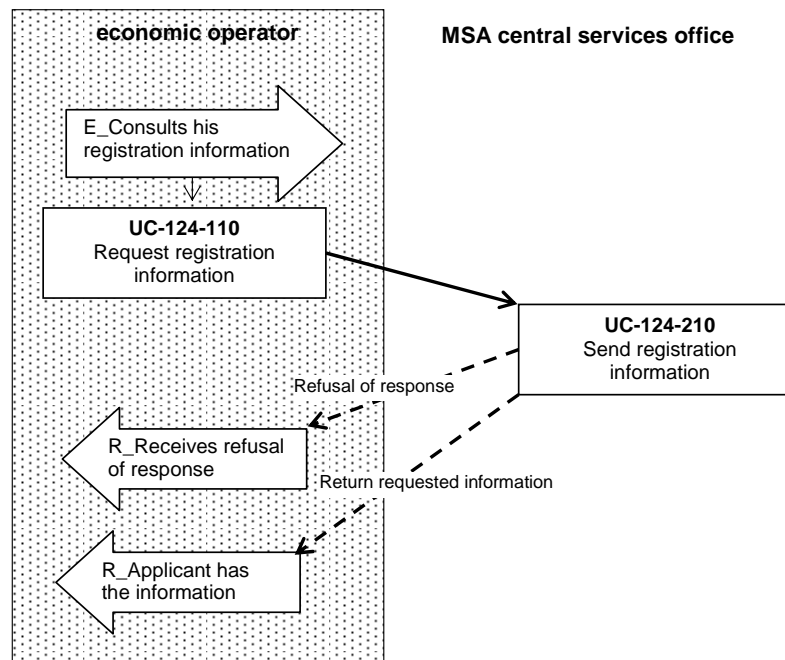 economic operator
MSA central services office
E_Consults his
registration information
UC-124-110
Request registration
information
UC-124-210
Send registration
information
Refusal of response
R_Receives refusal
of response
Return requested information
R_Applicant has
the information